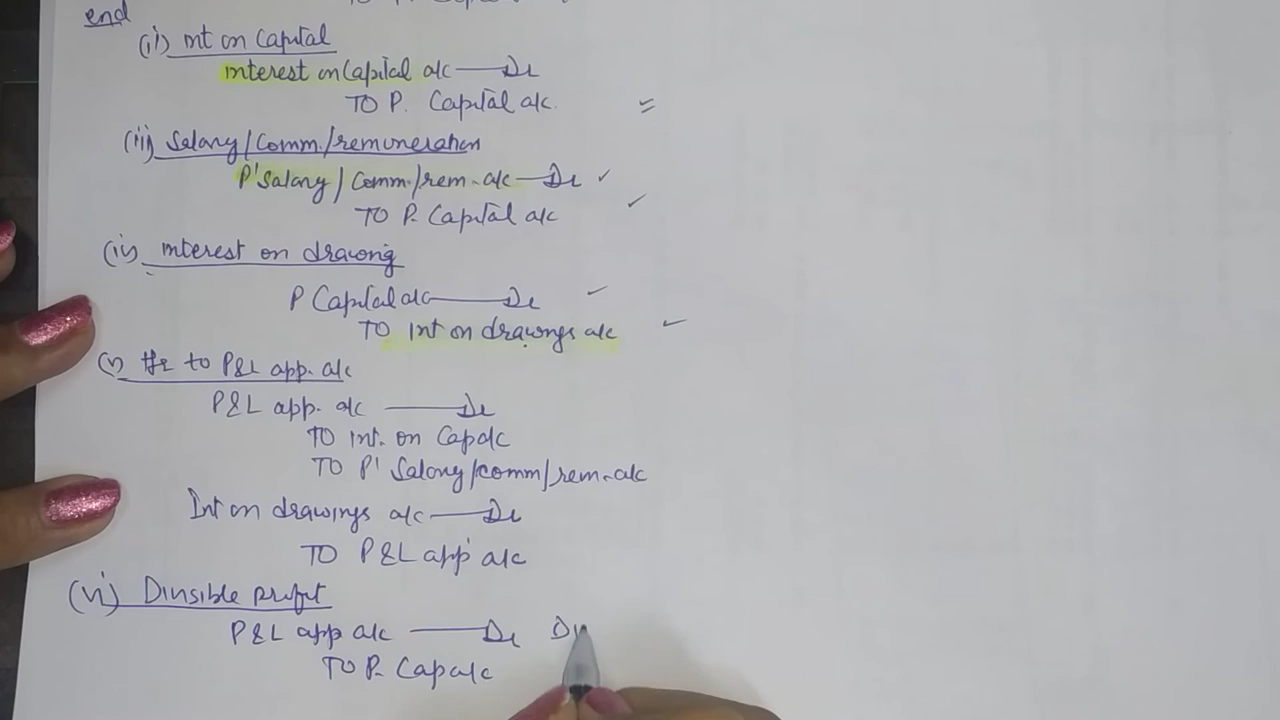 end
(ii) Int on Capital
Interest on Capital a/c — Dr
TO P. Capital a/c.
(iii) Salary/Comm./remuneration
P' Salary/Comm./rem. a/c — Dr
TO P. Capital a/c
(iv) Interest on drawing
P Capital a/c — Dr
TO Int on drawings a/c
(v) to P&L app. a/c
P&L app. a/c — Dr
TO Int. on Cap a/c
TO P' Salary/comm/rem. a/c
Int on drawings a/c — Dr
TO P&L app a/c
(vi) Divisible profit
P&L app a/c — Dr
TO P. Cap a/c